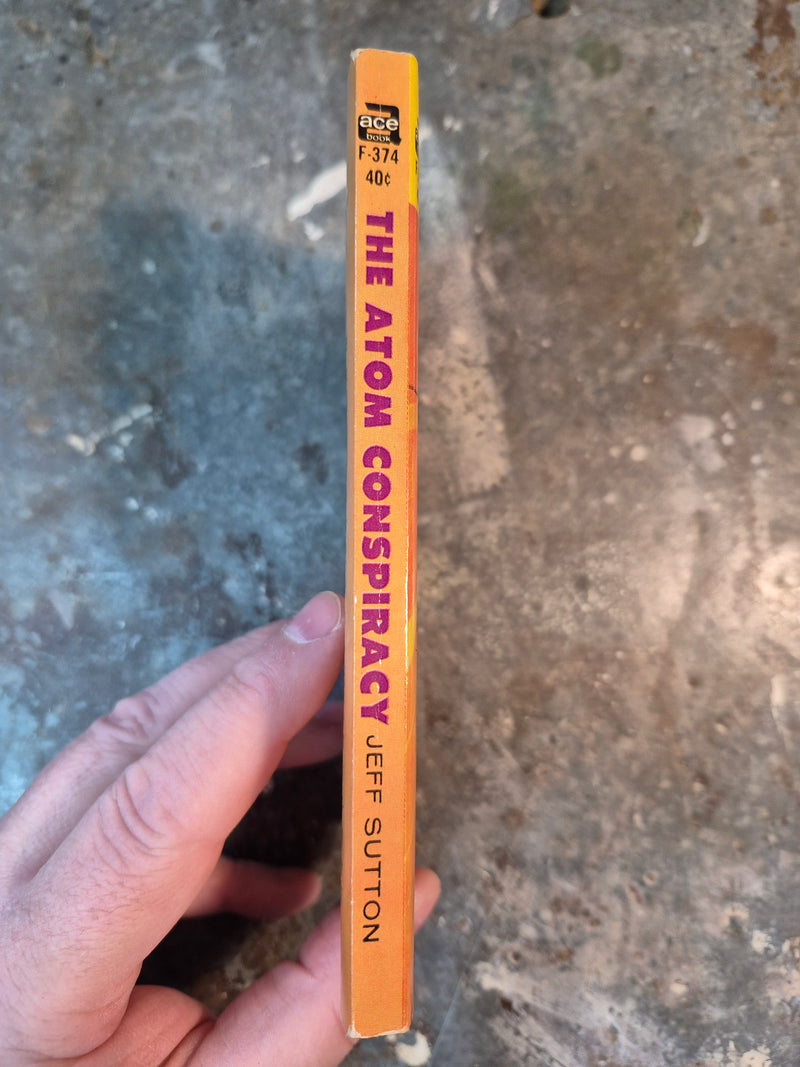 ace
book
F-374
40¢
THE ATOM CONSPIRACY
JEFF SUTTON